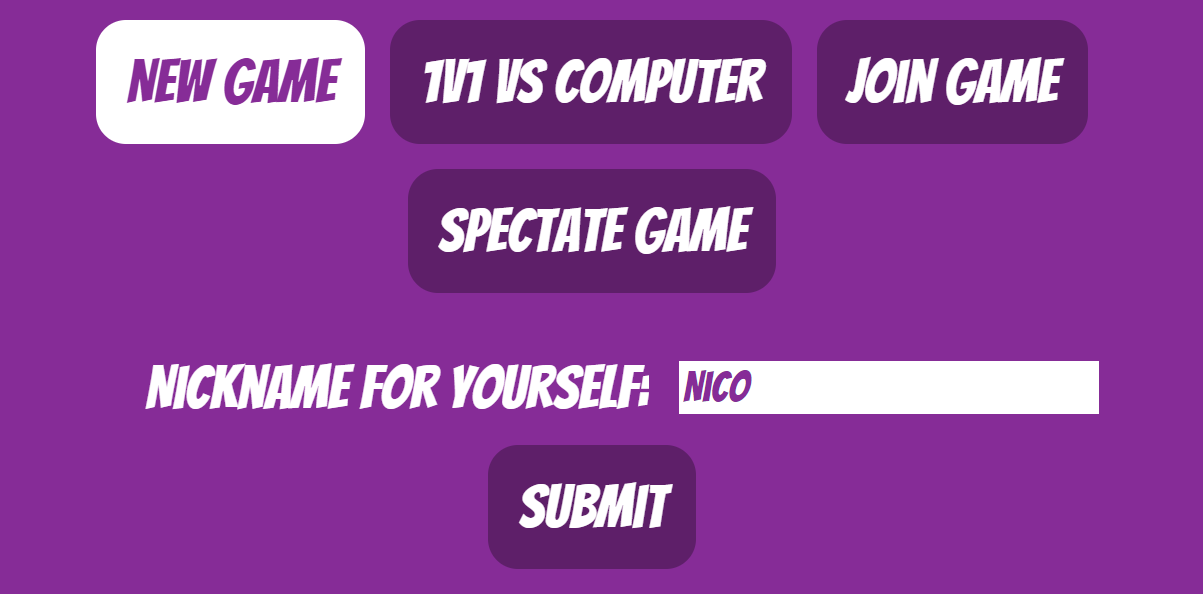 NEW GAME 1V1 VS COMPUTER JOIN GAME
SPECTATE GAME
NICKNAME FOR YOURSELF: NICO
SUBMIT